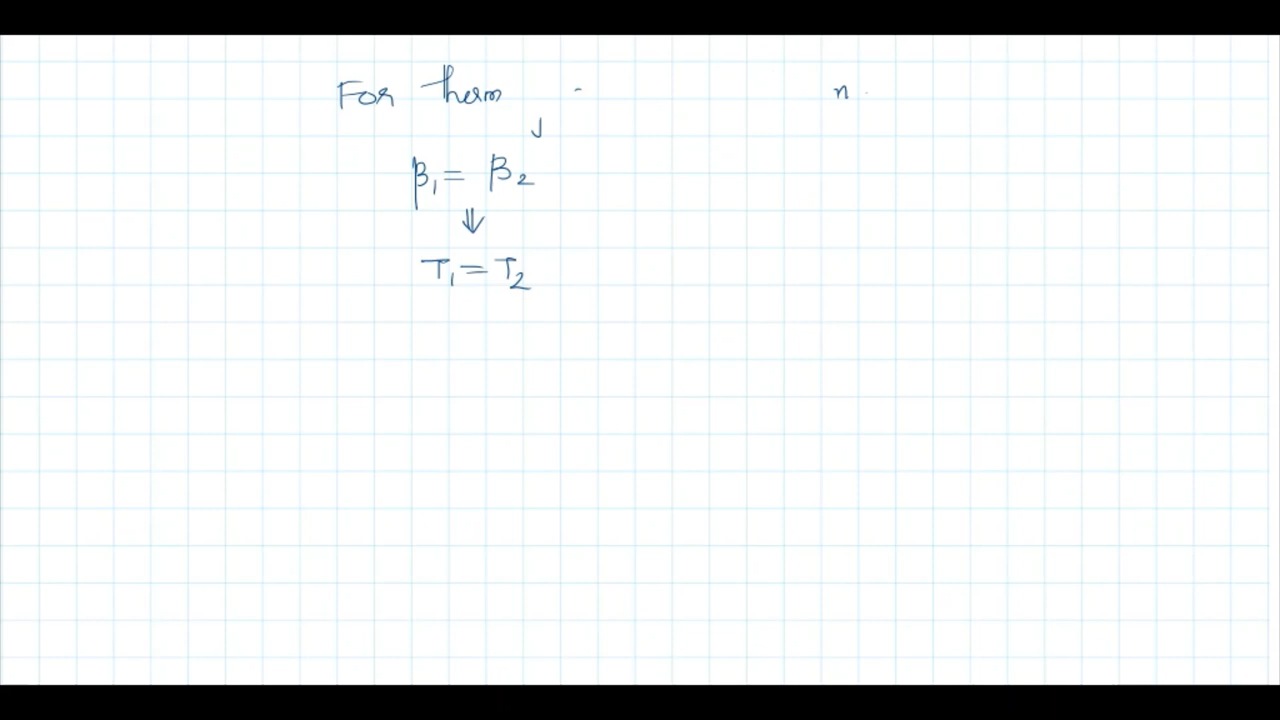 For therm n
β₁ = β₂
⇓
T₁ = T₂